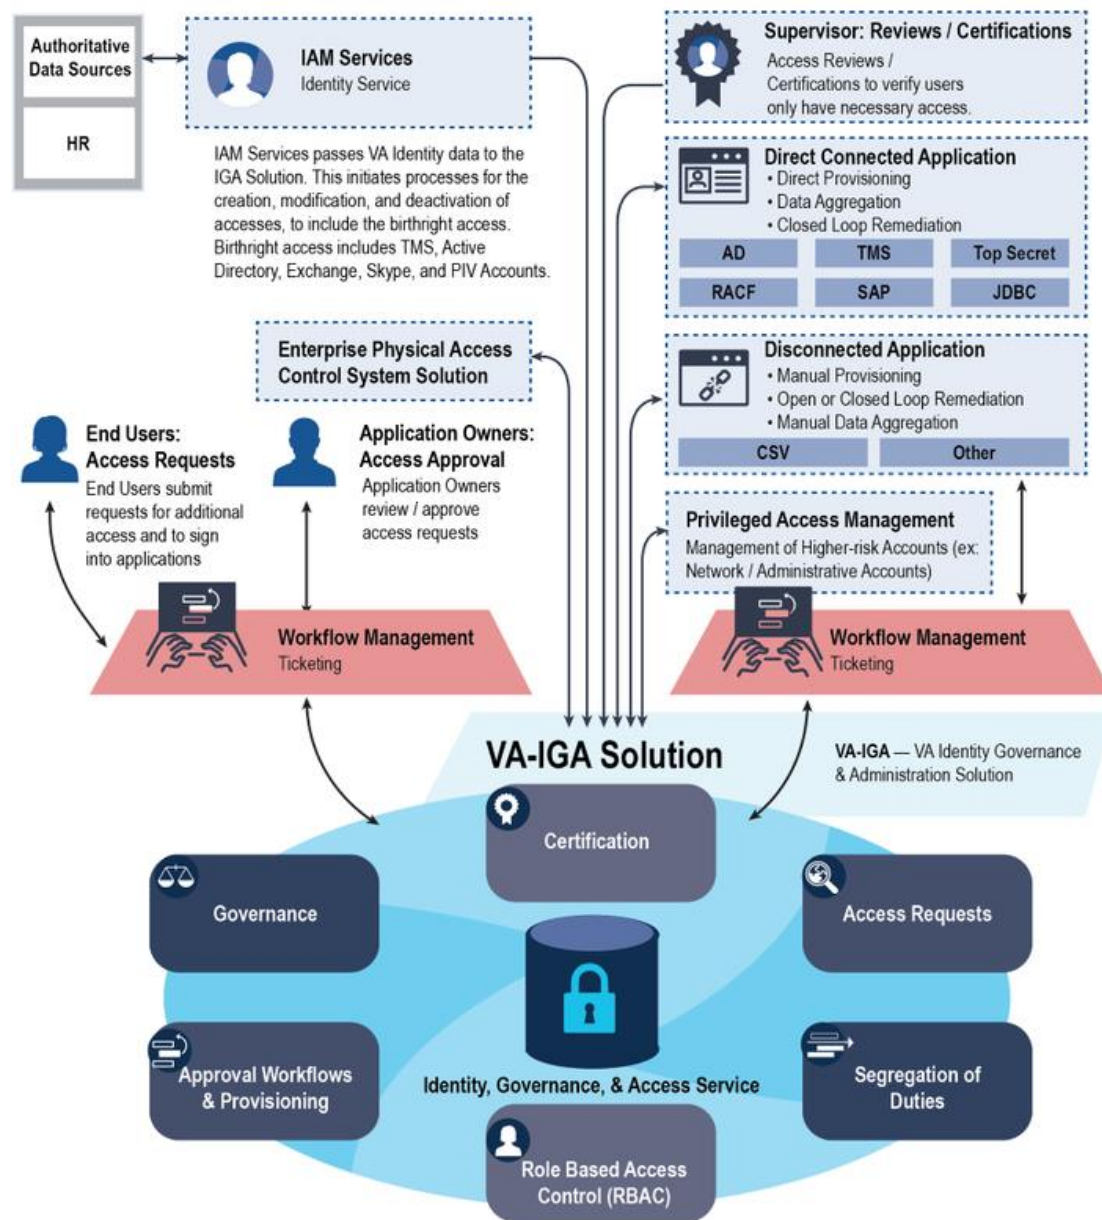 Authoritative
Data Sources
HR
IAM Services
Identity Service
IAM Services passes VA Identity data to the
IGA Solution. This initiates processes for the
creation, modification, and deactivation of
accesses, to include the birthright access.
Birthright access includes TMS, Active
Directory, Exchange, Skype, and PIV Accounts.
Supervisor: Reviews / Certifications
Access Reviews /
Certifications to verify users
only have necessary access.
Direct Connected Application
• Direct Provisioning
• Data Aggregation
• Closed Loop Remediation
AD TMS Top Secret
RACF SAP JDBC
Enterprise Physical Access
Control System Solution
Disconnected Application
• Manual Provisioning
• Open or Closed Loop Remediation
• Manual Data Aggregation
CSV Other
End Users:
Access Requests
End Users submit
requests for additional
access and to sign
into applications
Application Owners:
Access Approval
Application Owners
review / approve
access requests
Privileged Access Management
Management of Higher-risk Accounts (ex:
Network / Administrative Accounts)
Workflow Management
Ticketing
Workflow Management
Ticketing
VA-IGA Solution
VA-IGA — VA Identity Governance
& Administration Solution
Certification
Governance
Access Requests
Identity, Governance, & Access Service
Approval Workflows
& Provisioning
Segregation of
Duties
Role Based Access
Control (RBAC)